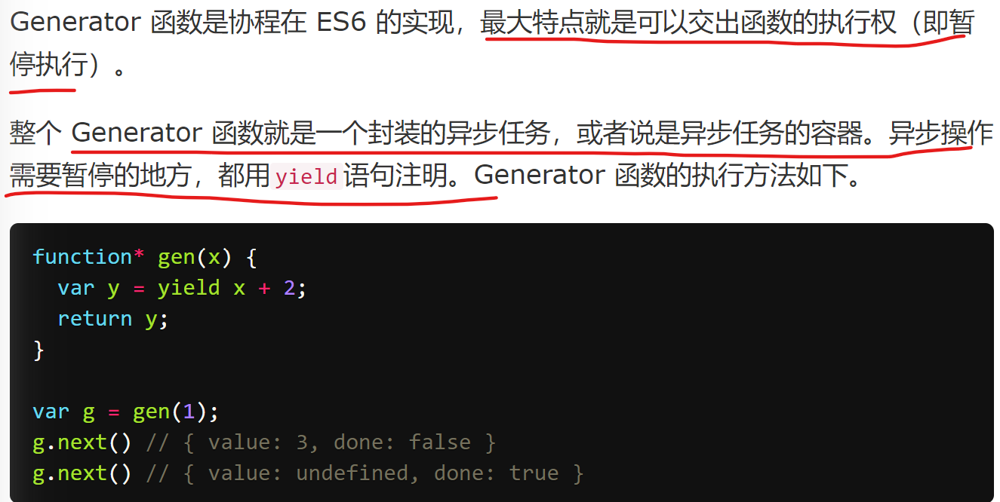 Generator 函数是协程在 ES6 的实现，最大特点就是可以交出函数的执行权（即暂
停执行）。
整个 Generator 函数就是一个封装的异步任务，或者说是异步任务的容器。异步操作
需要暂停的地方，都用yield语句注明。Generator 函数的执行方法如下。
function* gen(x) {
  var y = yield x + 2;
  return y;
}
var g = gen(1);
g.next() // { value: 3, done: false }
g.next() // { value: undefined, done: true }